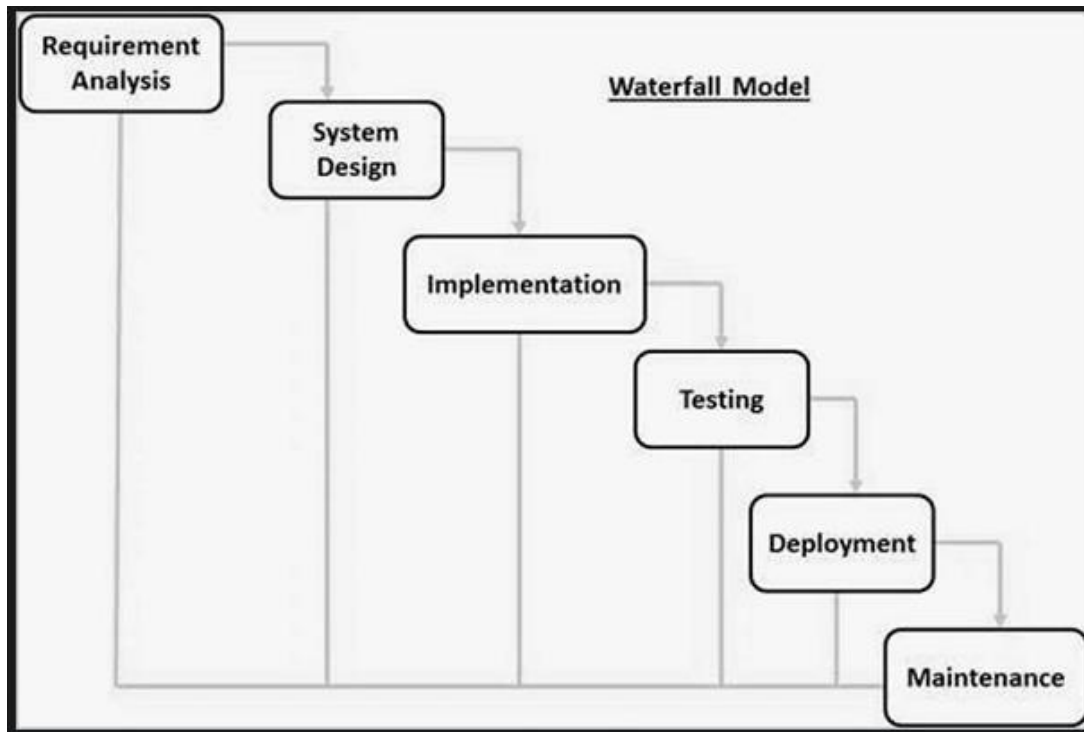 Requirement
Analysis
Waterfall Model
System
Design
Implementation
Testing
Deployment
Maintenance